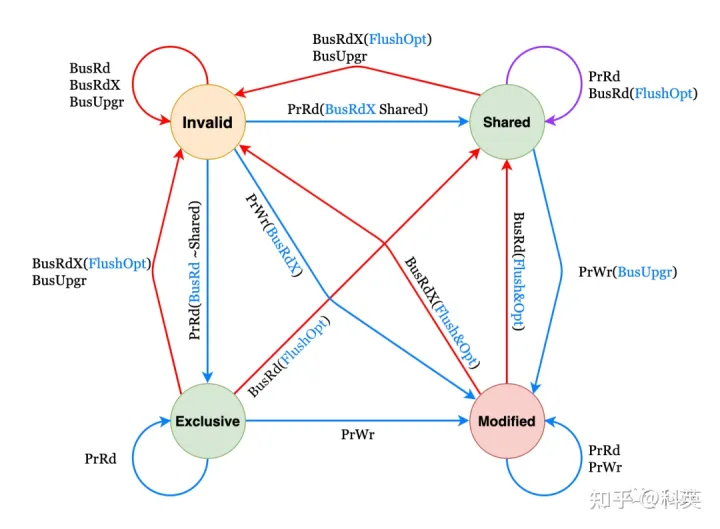 BusRdX(FlushOpt)
BusUpgr
BusRd
BusRdX
BusUpgr
PrRd
BusRd(FlushOpt)
Invalid
PrRd(BusRdX Shared)
Shared
PrWr(BusRdX)
BusRdX(FlushOpt)
BusUpgr
PrRd(BusRd ~Shared)
BusRdX(Flush&Opt)
BusRd(Flush&Opt)
PrWr(BusUpgr)
BusRd(FlushOpt)
Exclusive
PrWr
Modified
PrRd
PrRd
PrWr
知乎 @科英